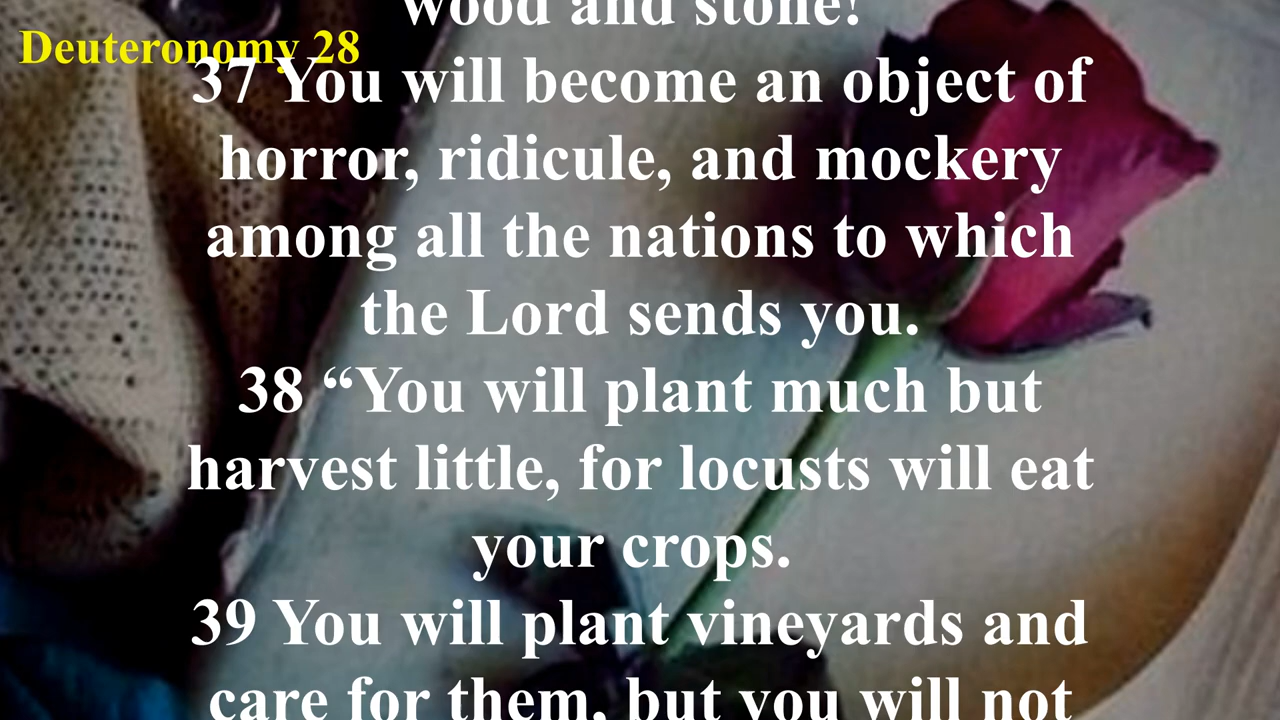 wood and stone!
Deuteronomy 28
37 You will become an object of
horror, ridicule, and mockery
among all the nations to which
the Lord sends you.
38 “You will plant much but
harvest little, for locusts will eat
your crops.
39 You will plant vineyards and
care for them, but you will not